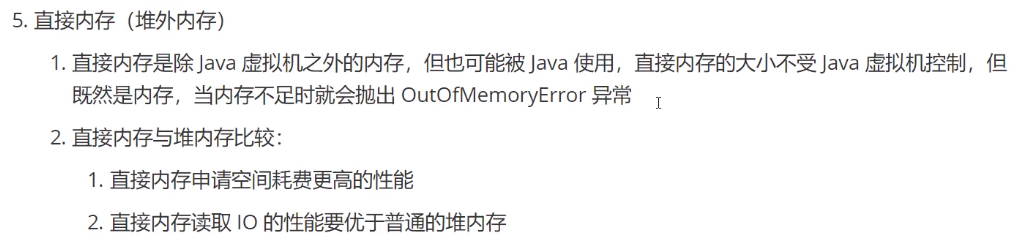 5. 直接内存（堆外内存）
1. 直接内存是除 Java 虚拟机之外的内存，但也可能被 Java 使用，直接内存的大小不受 Java 虚拟机控制，但
既然是内存，当内存不足时就会抛出 OutOfMemoryError 异常
2. 直接内存与堆内存比较：
1. 直接内存申请空间耗费更高的性能
2. 直接内存读取 IO 的性能要优于普通的堆内存